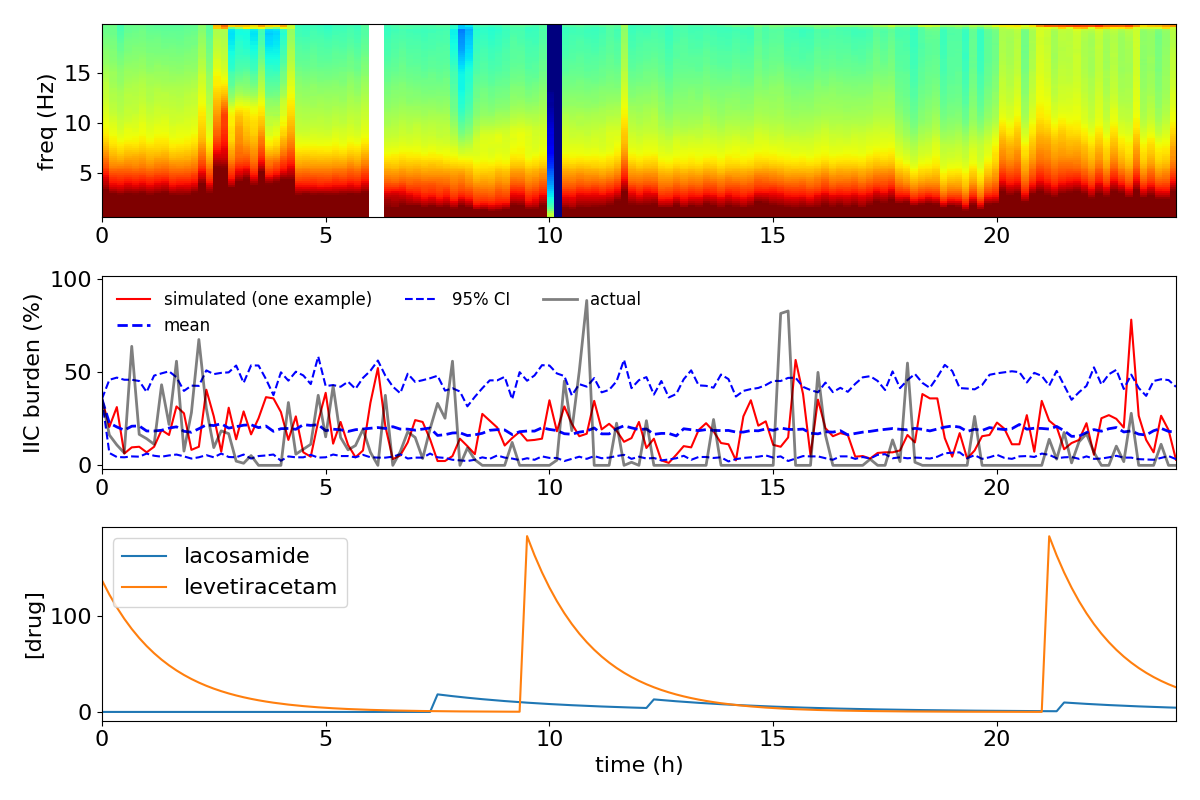 freq (Hz)
15
10
5
0 5 10 15 20
IIC burden (%)
100
50
0
simulated (one example) 95% CI actual
mean
0 5 10 15 20
[drug]
100
0
lacosamide
levetiracetam
0 5 10 15 20
time (h)